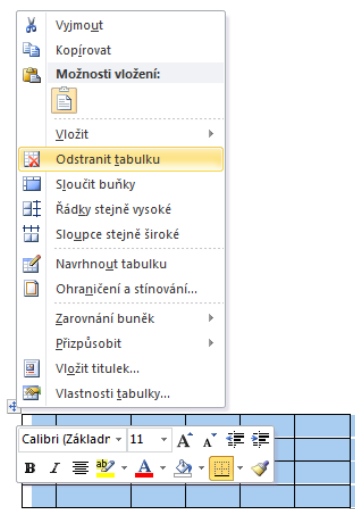 Vyjmout
Kopírovat
Možnosti vložení:
Vložit
Odstranit tabulku
Sloučit buňky
Řádky stejně vysoké
Sloupce stejně široké
Navrhnout tabulku
Ohraničení a stínování...
Zarovnání buněk
Přizpůsobit
Vložit titulek...
Vlastnosti tabulky...
Calibri (Základr 11 A A
B I ab A